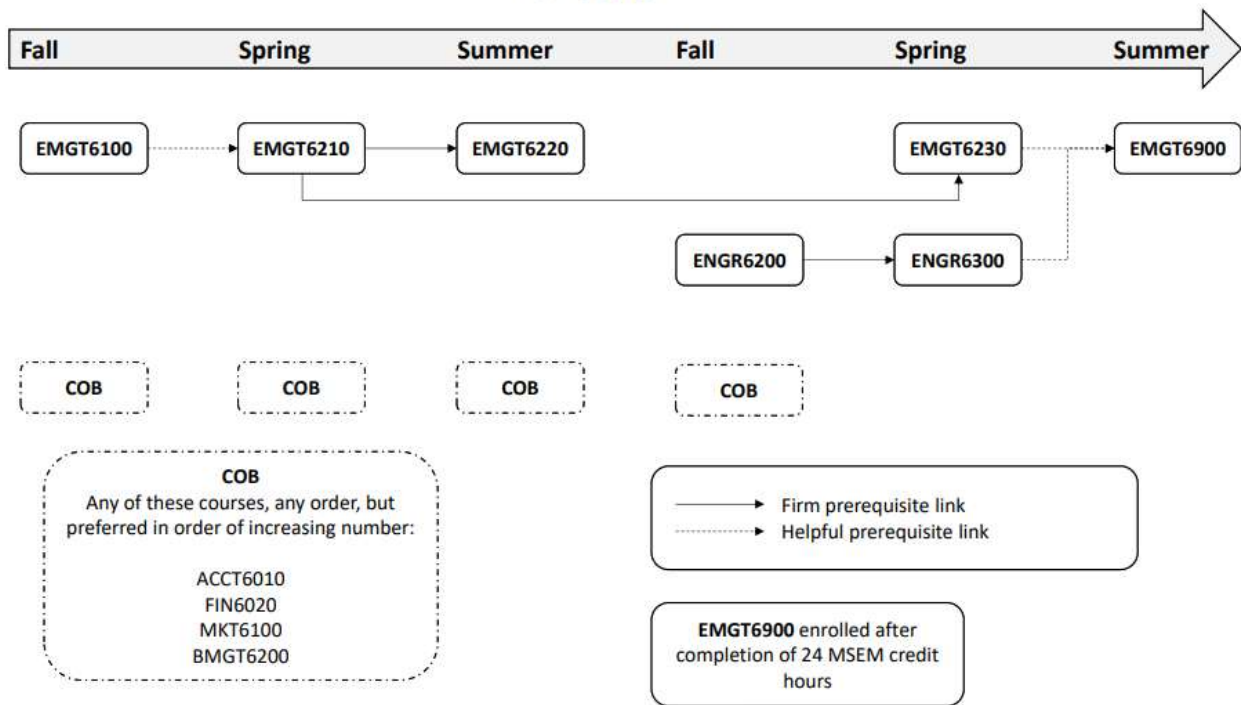 Fall Spring Summer Fall Spring Summer
EMGT6100 EMGT6210 EMGT6220 EMGT6230 EMGT6900
ENGR6200 ENGR6300
COB COB COB COB
COB
Any of these courses, any order, but
preferred in order of increasing number:
ACCT6010
FIN6020
MKT6100
BMGT6200
Firm prerequisite link
Helpful prerequisite link
EMGT6900 enrolled after
completion of 24 MSEM credit
hours